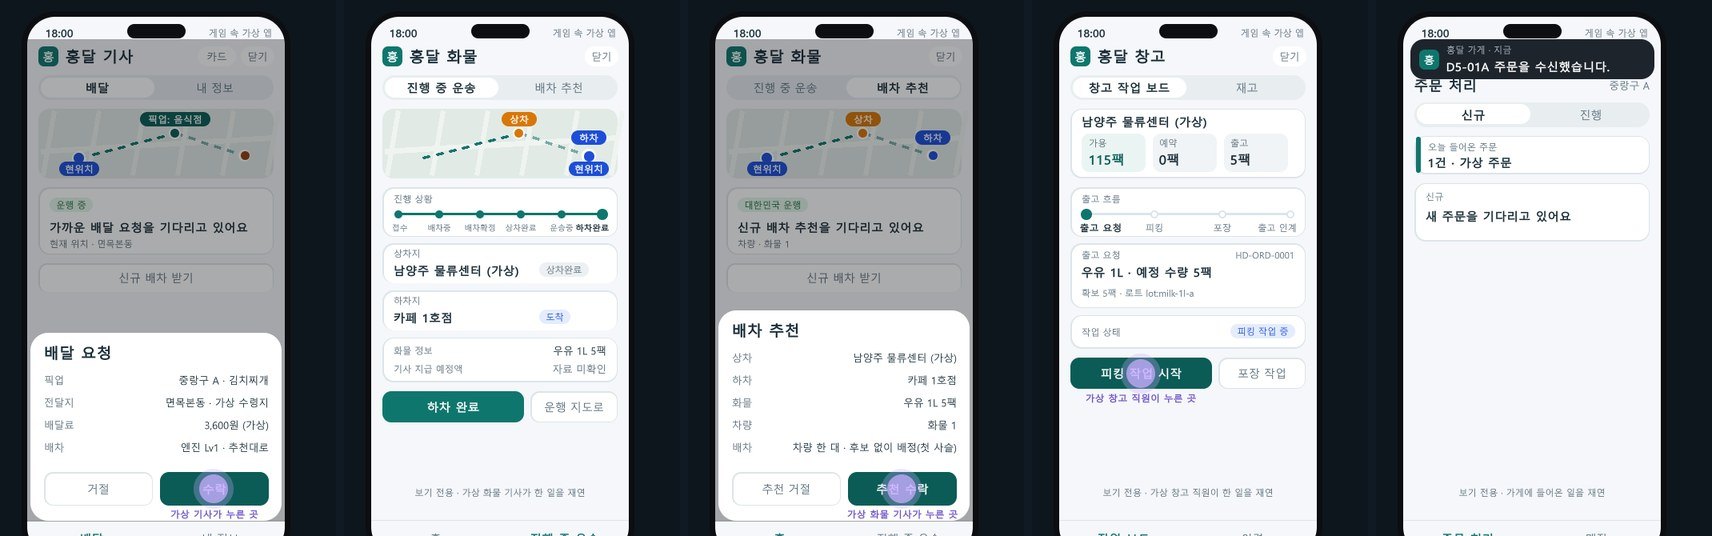 18:00
게임 속 가상 앱
홍 홍달 기사
카드
닫기
배달
내 정보
픽업: 음식점
현위치
운행 중
가까운 배달 요청을 기다리고 있어요
현재 위치 · 면목본동
신규 배차 받기
배달 요청
픽업
중랑구 A · 김치찌개
전달지
면목본동 · 가상 수령지
배달료
3,600원 (가상)
배차
엔진 Lv1 · 추천대로
거절
수락
가상 기사가 누른 곳
18:00
게임 속 가상 앱
홍 홍달 화물
닫기
진행 중 운송
배차 추천
상차
하차
현위치
진행 상황
접수
배차중
배차확정
상차완료
운송중
하차완료
상차지
남양주 물류센터 (가상)
상차완료
하차지
카페 1호점
도착
화물 정보
우유 1L 5팩
기사 지급 예정액
자료 미확인
하차 완료
운행 지도로
보기 전용 · 가상 화물 기사가 한 일을 재연
18:00
게임 속 가상 앱
홍 홍달 화물
닫기
진행 중 운송
배차 추천
상차
하차
현위치
대한민국 운행
신규 배차 추천을 기다리고 있어요
차량 · 화물 1
신규 배차 받기
배차 추천
상차
남양주 물류센터 (가상)
하차
카페 1호점
화물
우유 1L 5팩
차량
화물 1
배차
차량 한 대 · 후보 없이 배정(첫 사슬)
추천 거절
추천 수락
가상 화물 기사가 누른 곳
18:00
게임 속 가상 앱
홍 홍달 창고
닫기
창고 작업 보드
재고
남양주 물류센터 (가상)
가용
115팩
예약
0팩
출고
5팩
출고 흐름
출고 요청
피킹
포장
출고 인계
출고 요청
HD-ORD-0001
우유 1L · 예정 수량 5팩
확보 5팩 · 로트 lot:milk-1l-a
작업 상태
피킹 작업 중
피킹 작업 시작
포장 작업
가상 창고 직원이 누른 곳
보기 전용 · 가상 창고 직원이 한 일을 재연
18:00
게임 속 가상 앱
홍
홍달 가게 · 지금
D5-01A 주문을 수신했습니다.
주문 처리
중랑구 A
신규
진행
오늘 들어온 주문
1건 · 가상 주문
신규
새 주문을 기다리고 있어요
보기 전용 · 가게에 들어온 일을 재연